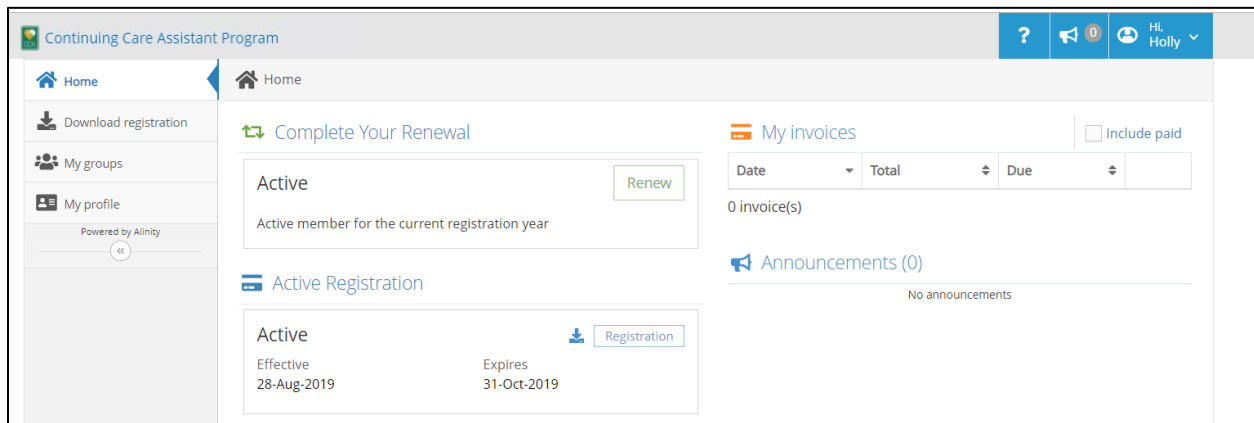 Continuing Care Assistant Program
?
0
Hi,
Holly
Home
Download registration
My groups
My profile
Powered by Alinity
Home
Complete Your Renewal
Active
Renew
Active member for the current registration year
Active Registration
Active
Registration
Effective Expires
28-Aug-2019 31-Oct-2019
My invoices
Include paid
Date Total Due
0 invoice(s)
Announcements (0)
No announcements